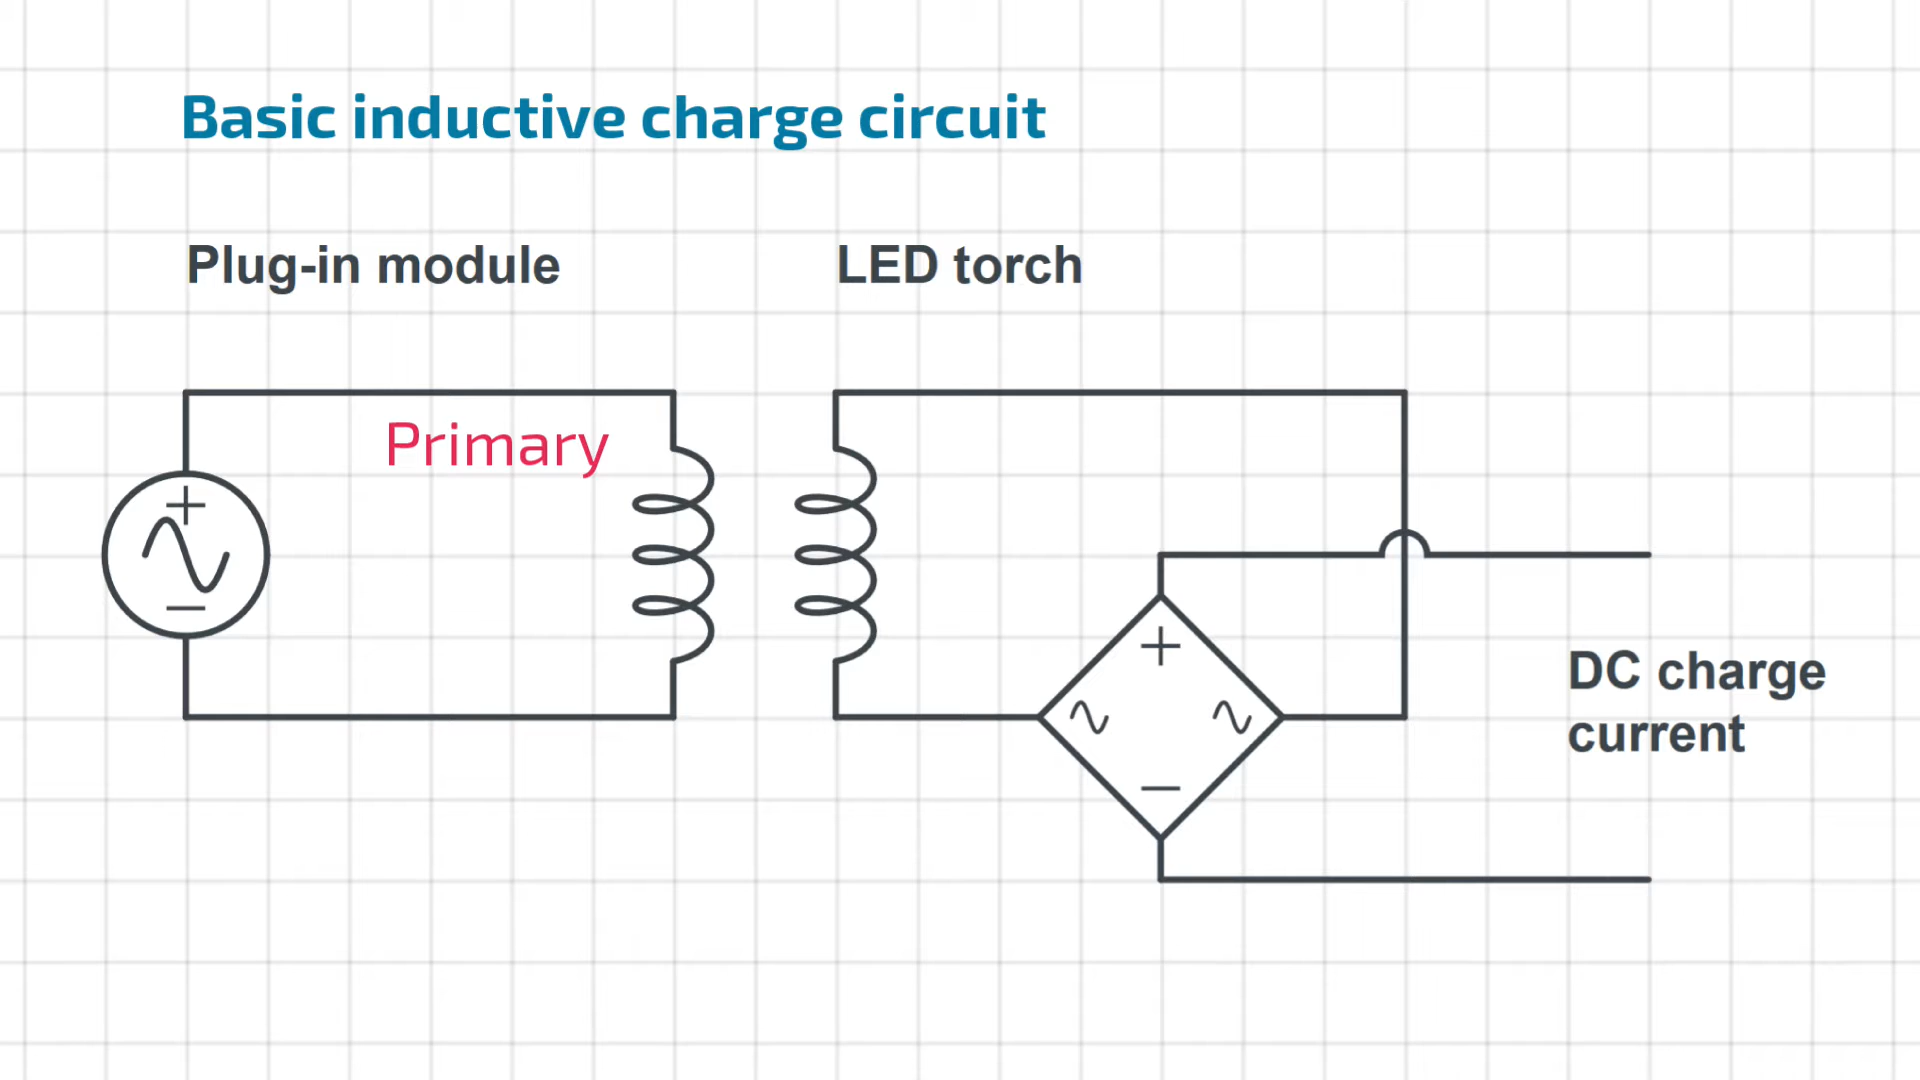 Basic inductive charge circuit
Plug-in module
LED torch
Primary
DC charge
current